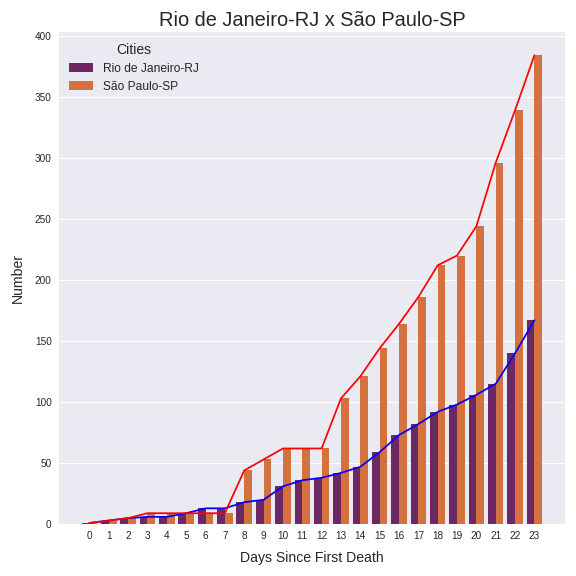 Rio de Janeiro-RJ x São Paulo-SP
Cities
Rio de Janeiro-RJ
São Paulo-SP
400
350
300
250
200
150
100
50
0
Number
0 1 2 3 4 5 6 7 8 9 10 11 12 13 14 15 16 17 18 19 20 21 22 23
Days Since First Death